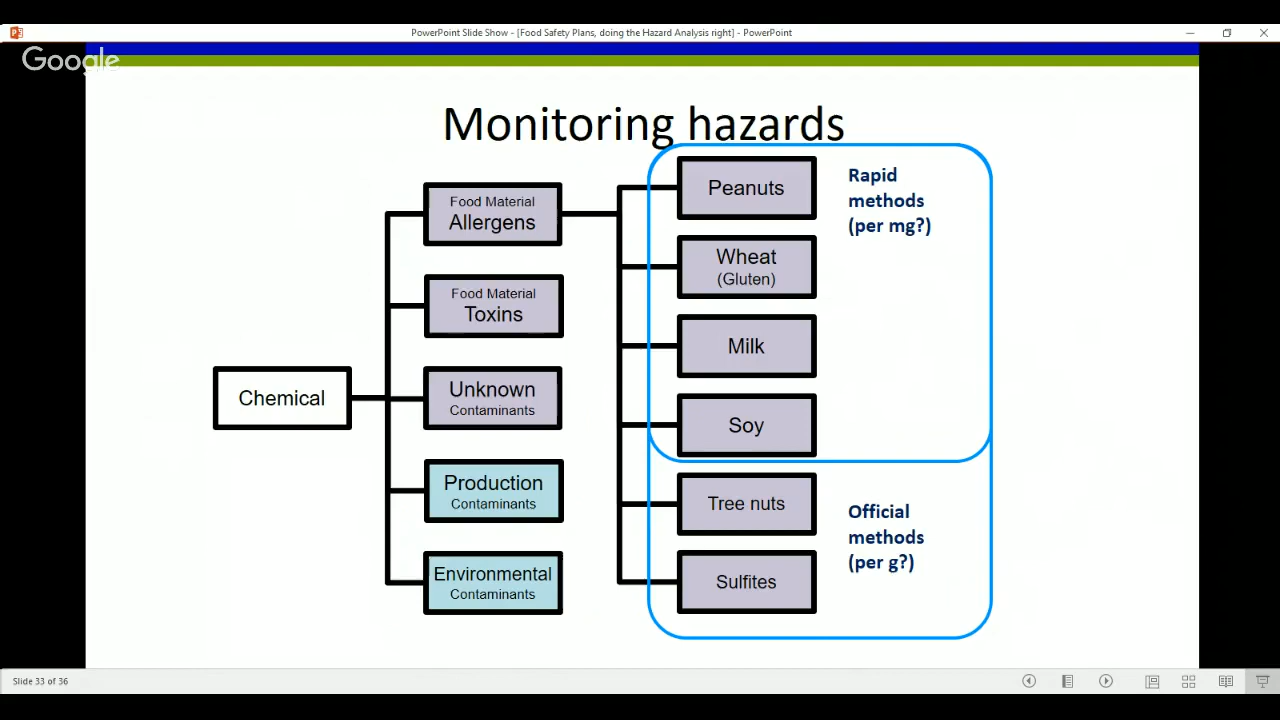 PowerPoint Slide Show - [Food Safety Plans, doing the Hazard Analysis right] - PowerPoint
Google
Monitoring hazards
Chemical
Food Material
Allergens
Food Material
Toxins
Unknown
Contaminants
Production
Contaminants
Environmental
Contaminants
Peanuts
Wheat
(Gluten)
Milk
Soy
Tree nuts
Sulfites
Rapid
methods
(per mg?)
Official
methods
(per g?)
Slide 33 of 36